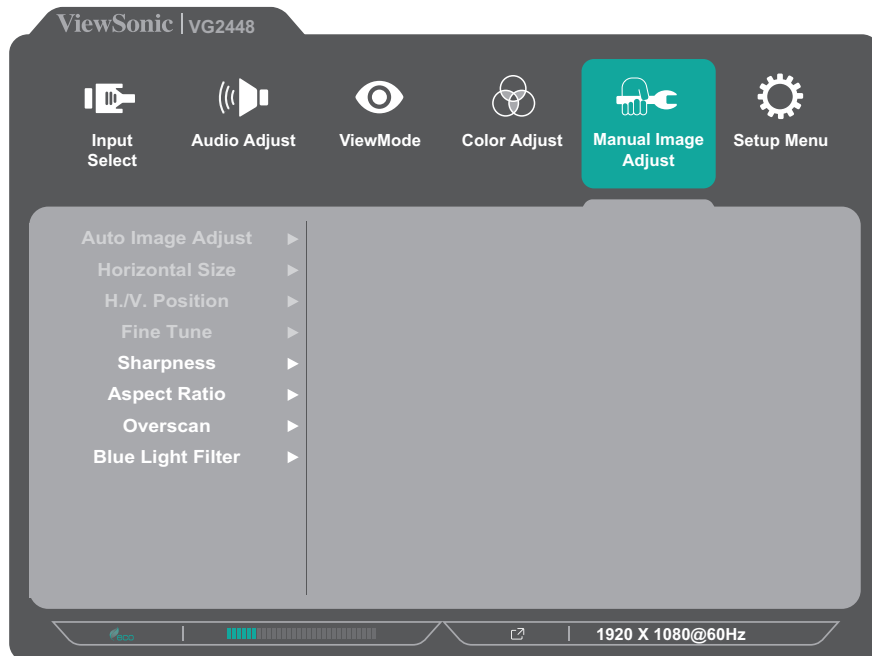 ViewSonic | VG2448
Input Select
Audio Adjust
ViewMode
Color Adjust
Manual Image Adjust
Setup Menu
Auto Image Adjust
Horizontal Size
H./V. Position
Fine Tune
Sharpness
Aspect Ratio
Overscan
Blue Light Filter
eco
1920 X 1080@60Hz